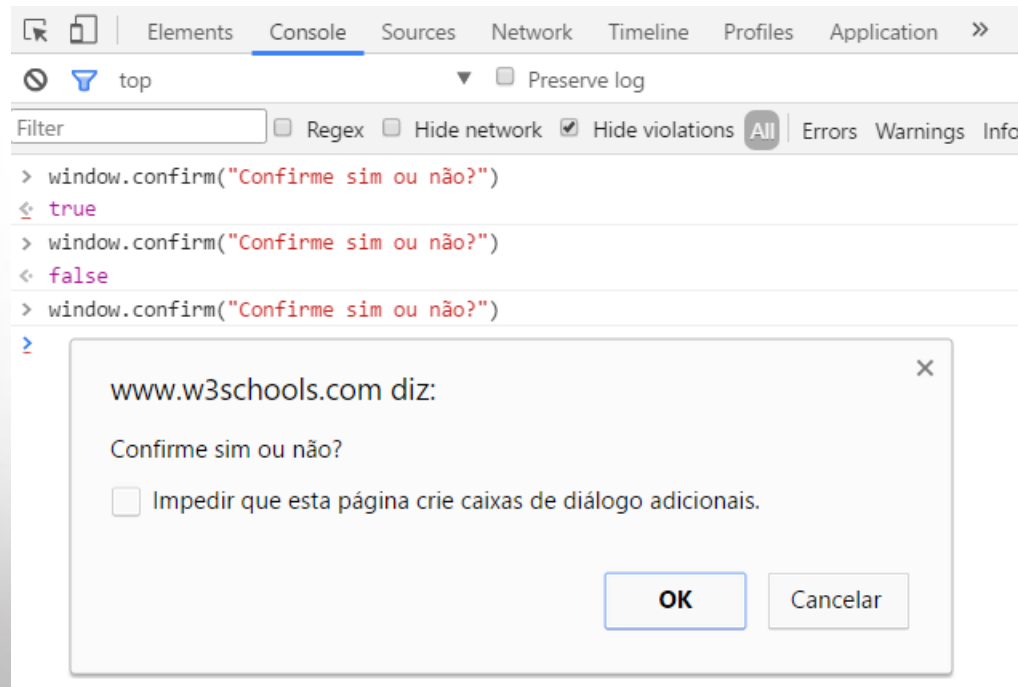 Elements Console Sources Network Timeline Profiles Application »
top ▼ Preserve log
Filter Regex Hide network Hide violations All Errors Warnings Info
> window.confirm("Confirme sim ou não?")
<· true
> window.confirm("Confirme sim ou não?")
<· false
> window.confirm("Confirme sim ou não?")
>
www.w3schools.com diz:
Confirme sim ou não?
Impedir que esta página crie caixas de diálogo adicionais.
OK Cancelar